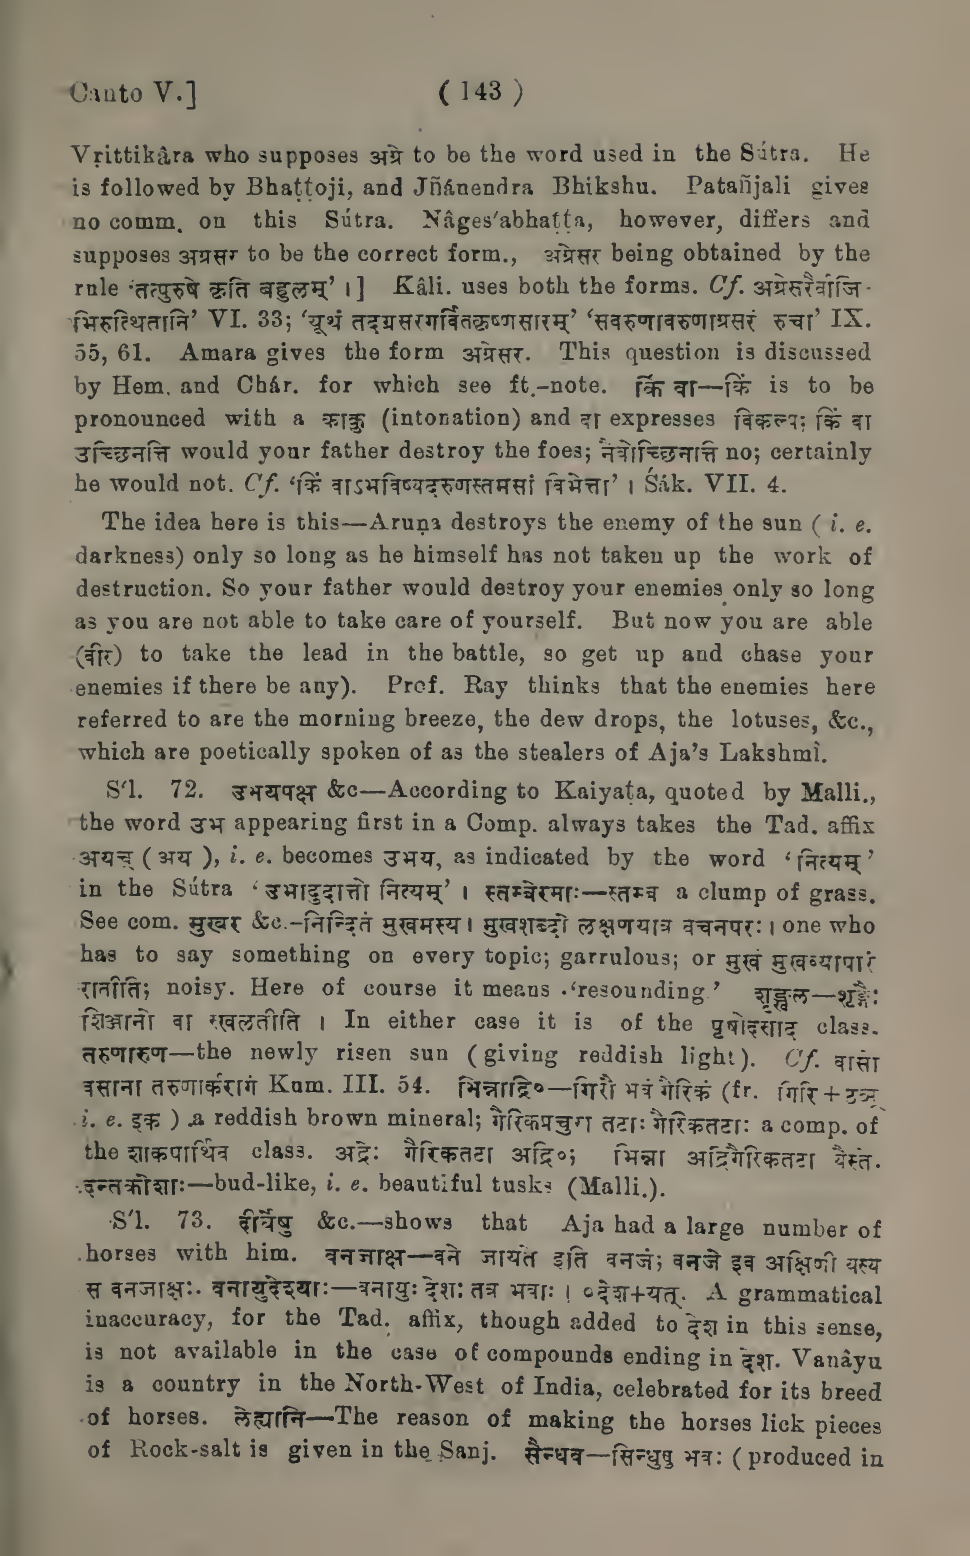 Canto V.] ( 143 )
Vṛittikâra who supposes अग्रे to be the word used in the Sútra. He
is followed by Bhaṭṭoji, and Jñánendra Bhikshu. Patañjali gives
no comm. on this Sútra. Nâges'abhaṭṭa, however, differs and
supposes अग्रसर to be the correct form., अग्रेसर being obtained by the
rule 'तत्पुरुषे कृति बहुलम्' ।] Kâli. uses both the forms. Cf. अग्रेसरैर्वाजि-
भिरुत्थितानि' VI. 33; 'यूथं तदग्रसरगर्वितकृष्णसारम्' 'सवरुणावरुणाग्रसरं रुचा' IX.
55, 61. Amara gives the form अग्रेसर. This question is discussed
by Hem. and Chár. for which see ft.-note. किं वा—किं is to be
pronounced with a काकु (intonation) and वा expresses विकल्प; किं वा
उच्छिनत्ति would your father destroy the foes; नैवोच्छिनत्ति no; certainly
he would not. Cf. 'किं वाऽभविष्यदरुणस्तमसां विभेत्ता' । Śák. VII. 4.
The idea here is this—Aruṇa destroys the enemy of the sun ( i. e.
darkness) only so long as he himself has not taken up the work of
destruction. So your father would destroy your enemies only so long
as you are not able to take care of yourself. But now you are able
(वीर) to take the lead in the battle, so get up and chase your
enemies if there be any). Prof. Ray thinks that the enemies here
referred to are the morning breeze, the dew drops, the lotuses, &c.,
which are poetically spoken of as the stealers of Aja's Lakshmî.
S'l. 72. उभयपक्ष &c—According to Kaiyaṭa, quoted by Malli.,
the word उभ appearing first in a Comp. always takes the Tad. affix
अयच् ( अय ), i. e. becomes उभय, as indicated by the word 'नित्यम्'
in the Sútra 'उभादुदात्तो नित्यम्' । स्तम्बेरमाः—स्तम्ब a clump of grass.
See com. मुखर &c.-निन्दितं मुखमस्य । मुखशब्दो लक्षणयात्र वचनपरः । one who
has to say something on every topic; garrulous; or मुखं मुखव्यापारं
रातीति; noisy. Here of course it means 'resounding' शृङ्खल—शृङ्गैः
शिञ्जानो वा स्खलतीति । In either case it is of the पृषोदरादि class.
तरुणारुण—the newly risen sun (giving reddish light). Cf. वासो
वसाना तरुणार्करागं Kum. III. 54. भिन्नाद्रि०—गिरौ भवं गैरिकं (fr. गिरि + ठञ्
i. e. इक ) a reddish brown mineral; गैरिकप्रचुरा तटाः गैरिकतटाः a comp. of
the शाकपार्थिव class. अद्रेः गैरिकतटा अद्रि०; भिन्ना अद्रिगैरिकतटा यैस्ते.
दन्तकोशाः—bud-like, i. e. beautiful tusks (Malli.).
S'l. 73. दीर्घेषु &c.—shows that Aja had a large number of
horses with him. वनजाक्ष—वने जायते इति वनजं; वनजे इव अक्षिणी यस्य
स वनजाक्षः. वनायुदेश्याः—वनायुः देशः तत्र भवाः । ०देश+यत्. A grammatical
inaccuracy, for the Tad. affix, though added to देश in this sense,
is not available in the case of compounds ending in देश. Vanâyu
is a country in the North-West of India, celebrated for its breed
of horses. लेह्यानि—The reason of making the horses lick pieces
of Rock-salt is given in the Sanj. सैन्धव—सिन्धुषु भवः (produced in